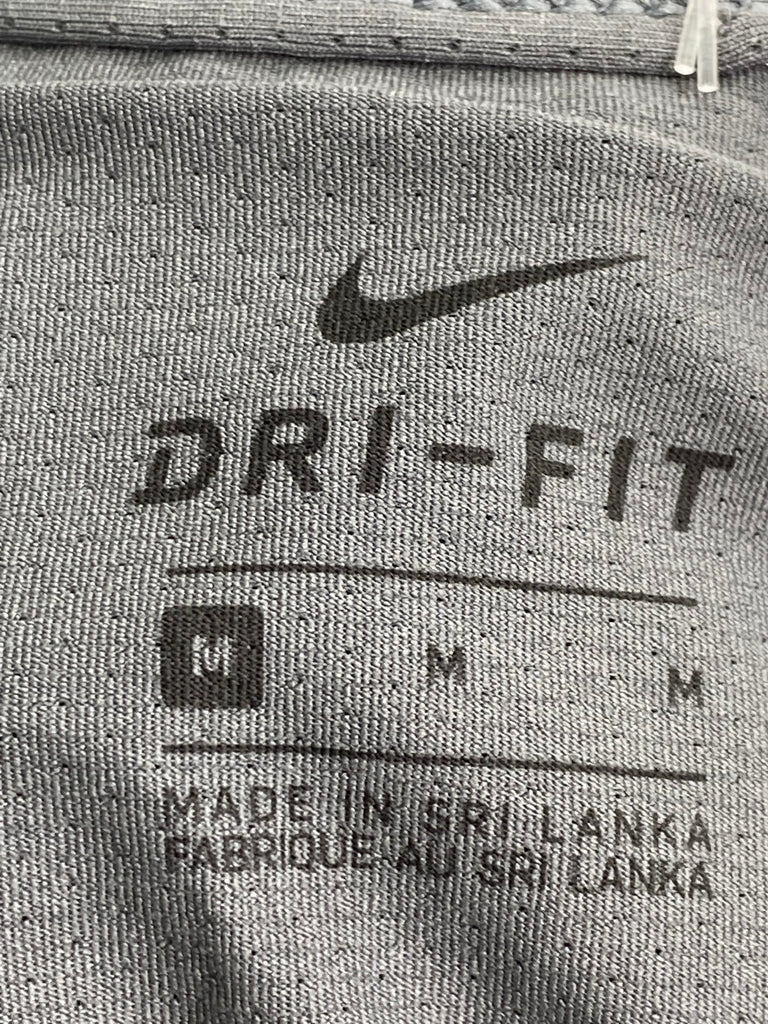 DRI-FIT
M M M
MADE IN SRI LANKA
FABRIQUE AU SRI LANKA